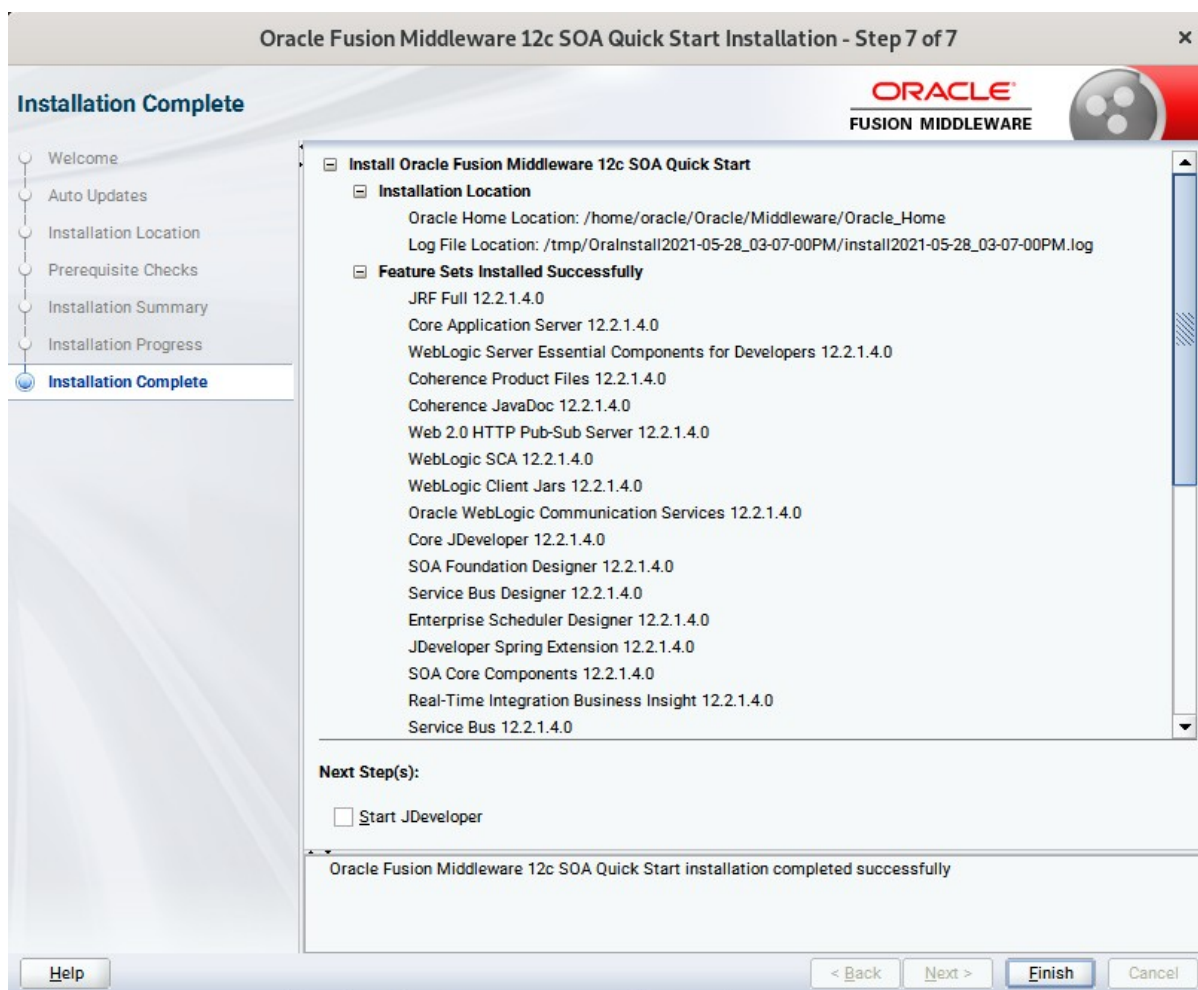 Oracle Fusion Middleware 12c SOA Quick Start Installation - Step 7 of 7
Installation Complete
ORACLE
FUSION MIDDLEWARE
Welcome
Auto Updates
Installation Location
Prerequisite Checks
Installation Summary
Installation Progress
Installation Complete
Install Oracle Fusion Middleware 12c SOA Quick Start
Installation Location
Oracle Home Location: /home/oracle/Oracle/Middleware/Oracle_Home
Log File Location: /tmp/OraInstall2021-05-28_03-07-00PM/install2021-05-28_03-07-00PM.log
Feature Sets Installed Successfully
JRF Full 12.2.1.4.0
Core Application Server 12.2.1.4.0
WebLogic Server Essential Components for Developers 12.2.1.4.0
Coherence Product Files 12.2.1.4.0
Coherence JavaDoc 12.2.1.4.0
Web 2.0 HTTP Pub-Sub Server 12.2.1.4.0
WebLogic SCA 12.2.1.4.0
WebLogic Client Jars 12.2.1.4.0
Oracle WebLogic Communication Services 12.2.1.4.0
Core JDeveloper 12.2.1.4.0
SOA Foundation Designer 12.2.1.4.0
Service Bus Designer 12.2.1.4.0
Enterprise Scheduler Designer 12.2.1.4.0
JDeveloper Spring Extension 12.2.1.4.0
SOA Core Components 12.2.1.4.0
Real-Time Integration Business Insight 12.2.1.4.0
Service Bus 12.2.1.4.0
Next Step(s):
Start JDeveloper
Oracle Fusion Middleware 12c SOA Quick Start installation completed successfully
Help
< Back
Next >
Finish
Cancel